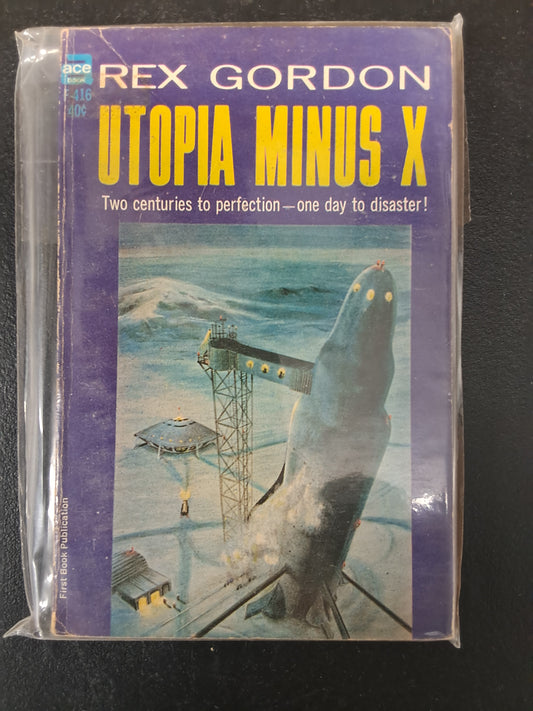 ace
BOOK
F-416
40¢
REX GORDON
UTOPIA MINUS X
Two centuries to perfection—one day to disaster!
First Book Publication